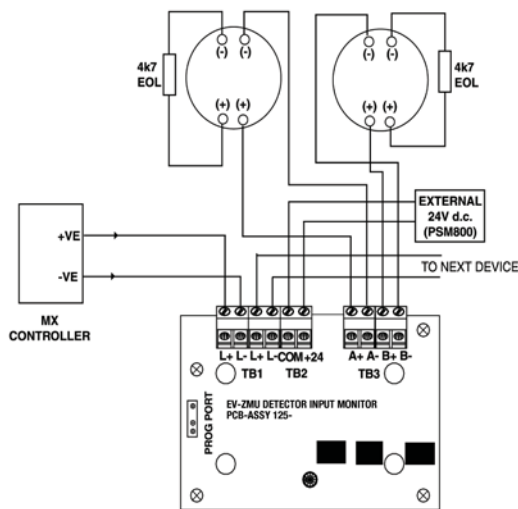 (-) (-)
4k7
EOL
(+) (+)
(-) (-)
4k7
EOL
(+) (+)
EXTERNAL
24V d.c.
(PSM800)
+VE
-VE
TO NEXT DEVICE
MX
CONTROLLER
L+ L- L+ L- COM +24
A+ A- B+ B-
TB1 TB2 TB3
PROG PORT
EV-ZMU DETECTOR INPUT MONITOR
PCB-ASSY 125-